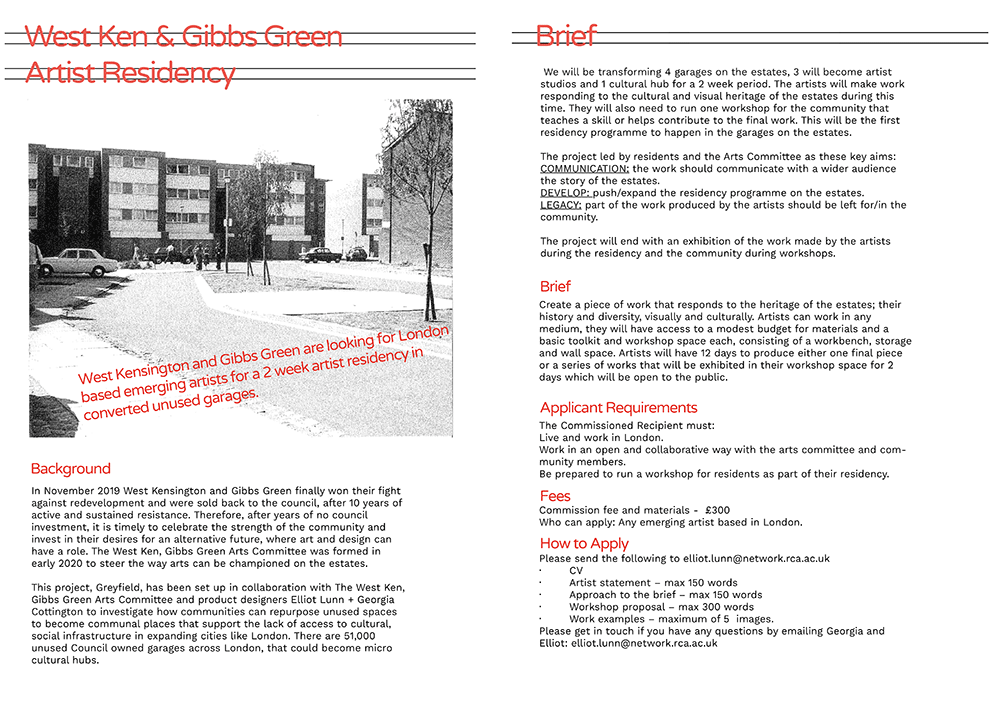 West Ken & Gibbs Green
Artist Residency
West Kensington and Gibbs Green are looking for London
based emerging artists for a 2 week artist residency in
converted unused garages.
Background
In November 2019 West Kensington and Gibbs Green finally won their fight
against redevelopment and were sold back to the council, after 10 years of
active and sustained resistance. Therefore, after years of no council
investment, it is timely to celebrate the strength of the community and
invest in their desires for an alternative future, where art and design can
have a role. The West Ken, Gibbs Green Arts Committee was formed in
early 2020 to steer the way arts can be championed on the estates.
This project, Greyfield, has been set up in collaboration with The West Ken,
Gibbs Green Arts Committee and product designers Elliot Lunn + Georgia
Cottington to investigate how communities can repurpose unused spaces
to become communal places that support the lack of access to cultural,
social infrastructure in expanding cities like London. There are 51,000
unused Council owned garages across London, that could become micro
cultural hubs.
Brief
We will be transforming 4 garages on the estates, 3 will become artist
studios and 1 cultural hub for a 2 week period. The artists will make work
responding to the cultural and visual heritage of the estates during this
time. They will also need to run one workshop for the community that
teaches a skill or helps contribute to the final work. This will be the first
residency programme to happen in the garages on the estates.
The project led by residents and the Arts Committee as these key aims:
COMMUNICATION: the work should communicate with a wider audience
the story of the estates.
DEVELOP: push/expand the residency programme on the estates.
LEGACY: part of the work produced by the artists should be left for/in the
community.
The project will end with an exhibition of the work made by the artists
during the residency and the community during workshops.
Brief
Create a piece of work that responds to the heritage of the estates; their
history and diversity, visually and culturally. Artists can work in any
medium, they will have access to a modest budget for materials and a
basic toolkit and workshop space each, consisting of a workbench, storage
and wall space. Artists will have 12 days to produce either one final piece
or a series of works that will be exhibited in their workshop space for 2
days which will be open to the public.
Applicant Requirements
The Commissioned Recipient must:
Live and work in London.
Work in an open and collaborative way with the arts committee and com-
munity members.
Be prepared to run a workshop for residents as part of their residency.
Fees
Commission fee and materials - £300
Who can apply: Any emerging artist based in London.
How to Apply
Please send the following to elliot.lunn@network.rca.ac.uk
· CV
· Artist statement – max 150 words
· Approach to the brief – max 150 words
· Workshop proposal – max 300 words
· Work examples – maximum of 5 images.
Please get in touch if you have any questions by emailing Georgia and
Elliot: elliot.lunn@network.rca.ac.uk